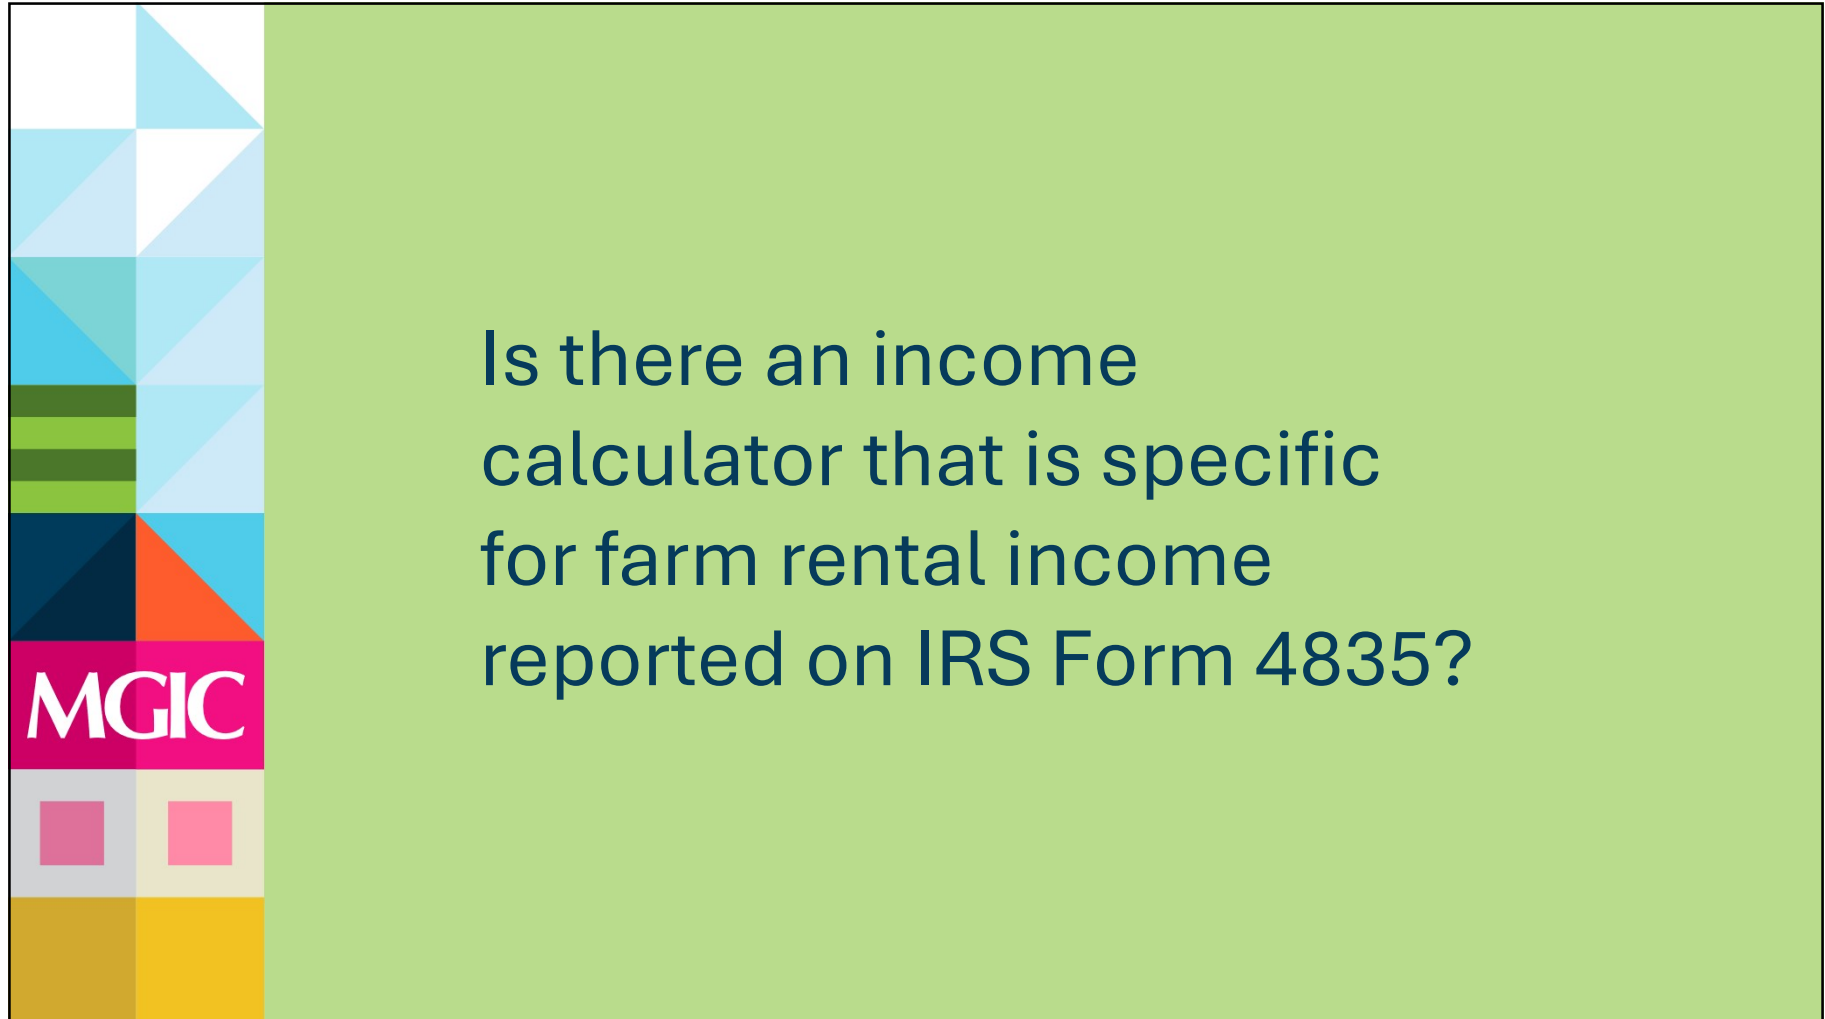 Is there an income
calculator that is specific
for farm rental income
reported on IRS Form 4835?
MGIC